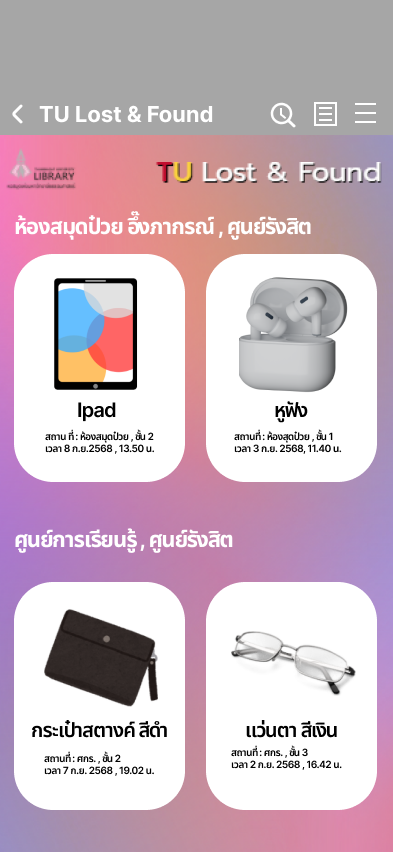 TU Lost & Found
LIBRARY
TU Lost & Found
ห้องสมุดป๋วย อึ๊งภากรณ์ , ศูนย์รังสิต
Ipad
สถาน ที่ : ห้องสมุดป๋วย , ชั้น 2
เวลา 8 ก.ย.2568 , 13.50 น.
หูฟัง
สถานที่ : ห้องสุดป๋วย , ชั้น 1
เวลา 3 ก.ย. 2568, 11.40 น.
ศูนย์การเรียนรู้ , ศูนย์รังสิต
กระเป๋าสตางค์ สีดำ
สถานที่ : ศกร. , ชั้น 2
เวลา 7 ก.ย. 2568 , 19.02 น.
แว่นตา สีเงิน
สถานที่ : ศกร. , ชั้น 3
เวลา 2 ก.ย. 2568 , 16.42 น.